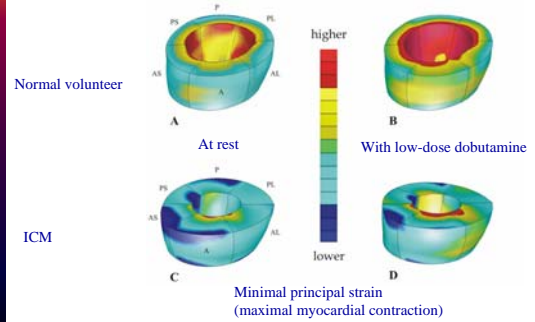 P
PS
PL
AS
AL
A
A
higher
B
Normal volunteer
At rest
With low-dose dobutamine
P
PS
PL
AS
AL
A
C
lower
D
ICM
Minimal principal strain
(maximal myocardial contraction)